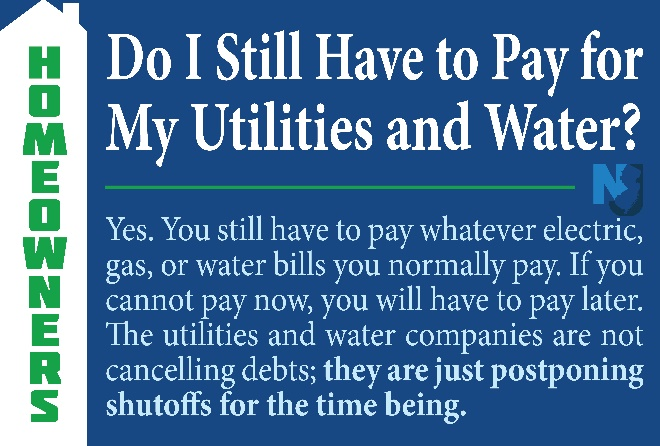 HOMEOWNERS
Do I Still Have to Pay for
My Utilities and Water?
NJ
Yes. You still have to pay whatever electric,
gas, or water bills you normally pay. If you
cannot pay now, you will have to pay later.
The utilities and water companies are not
cancelling debts; they are just postponing
shutoffs for the time being.